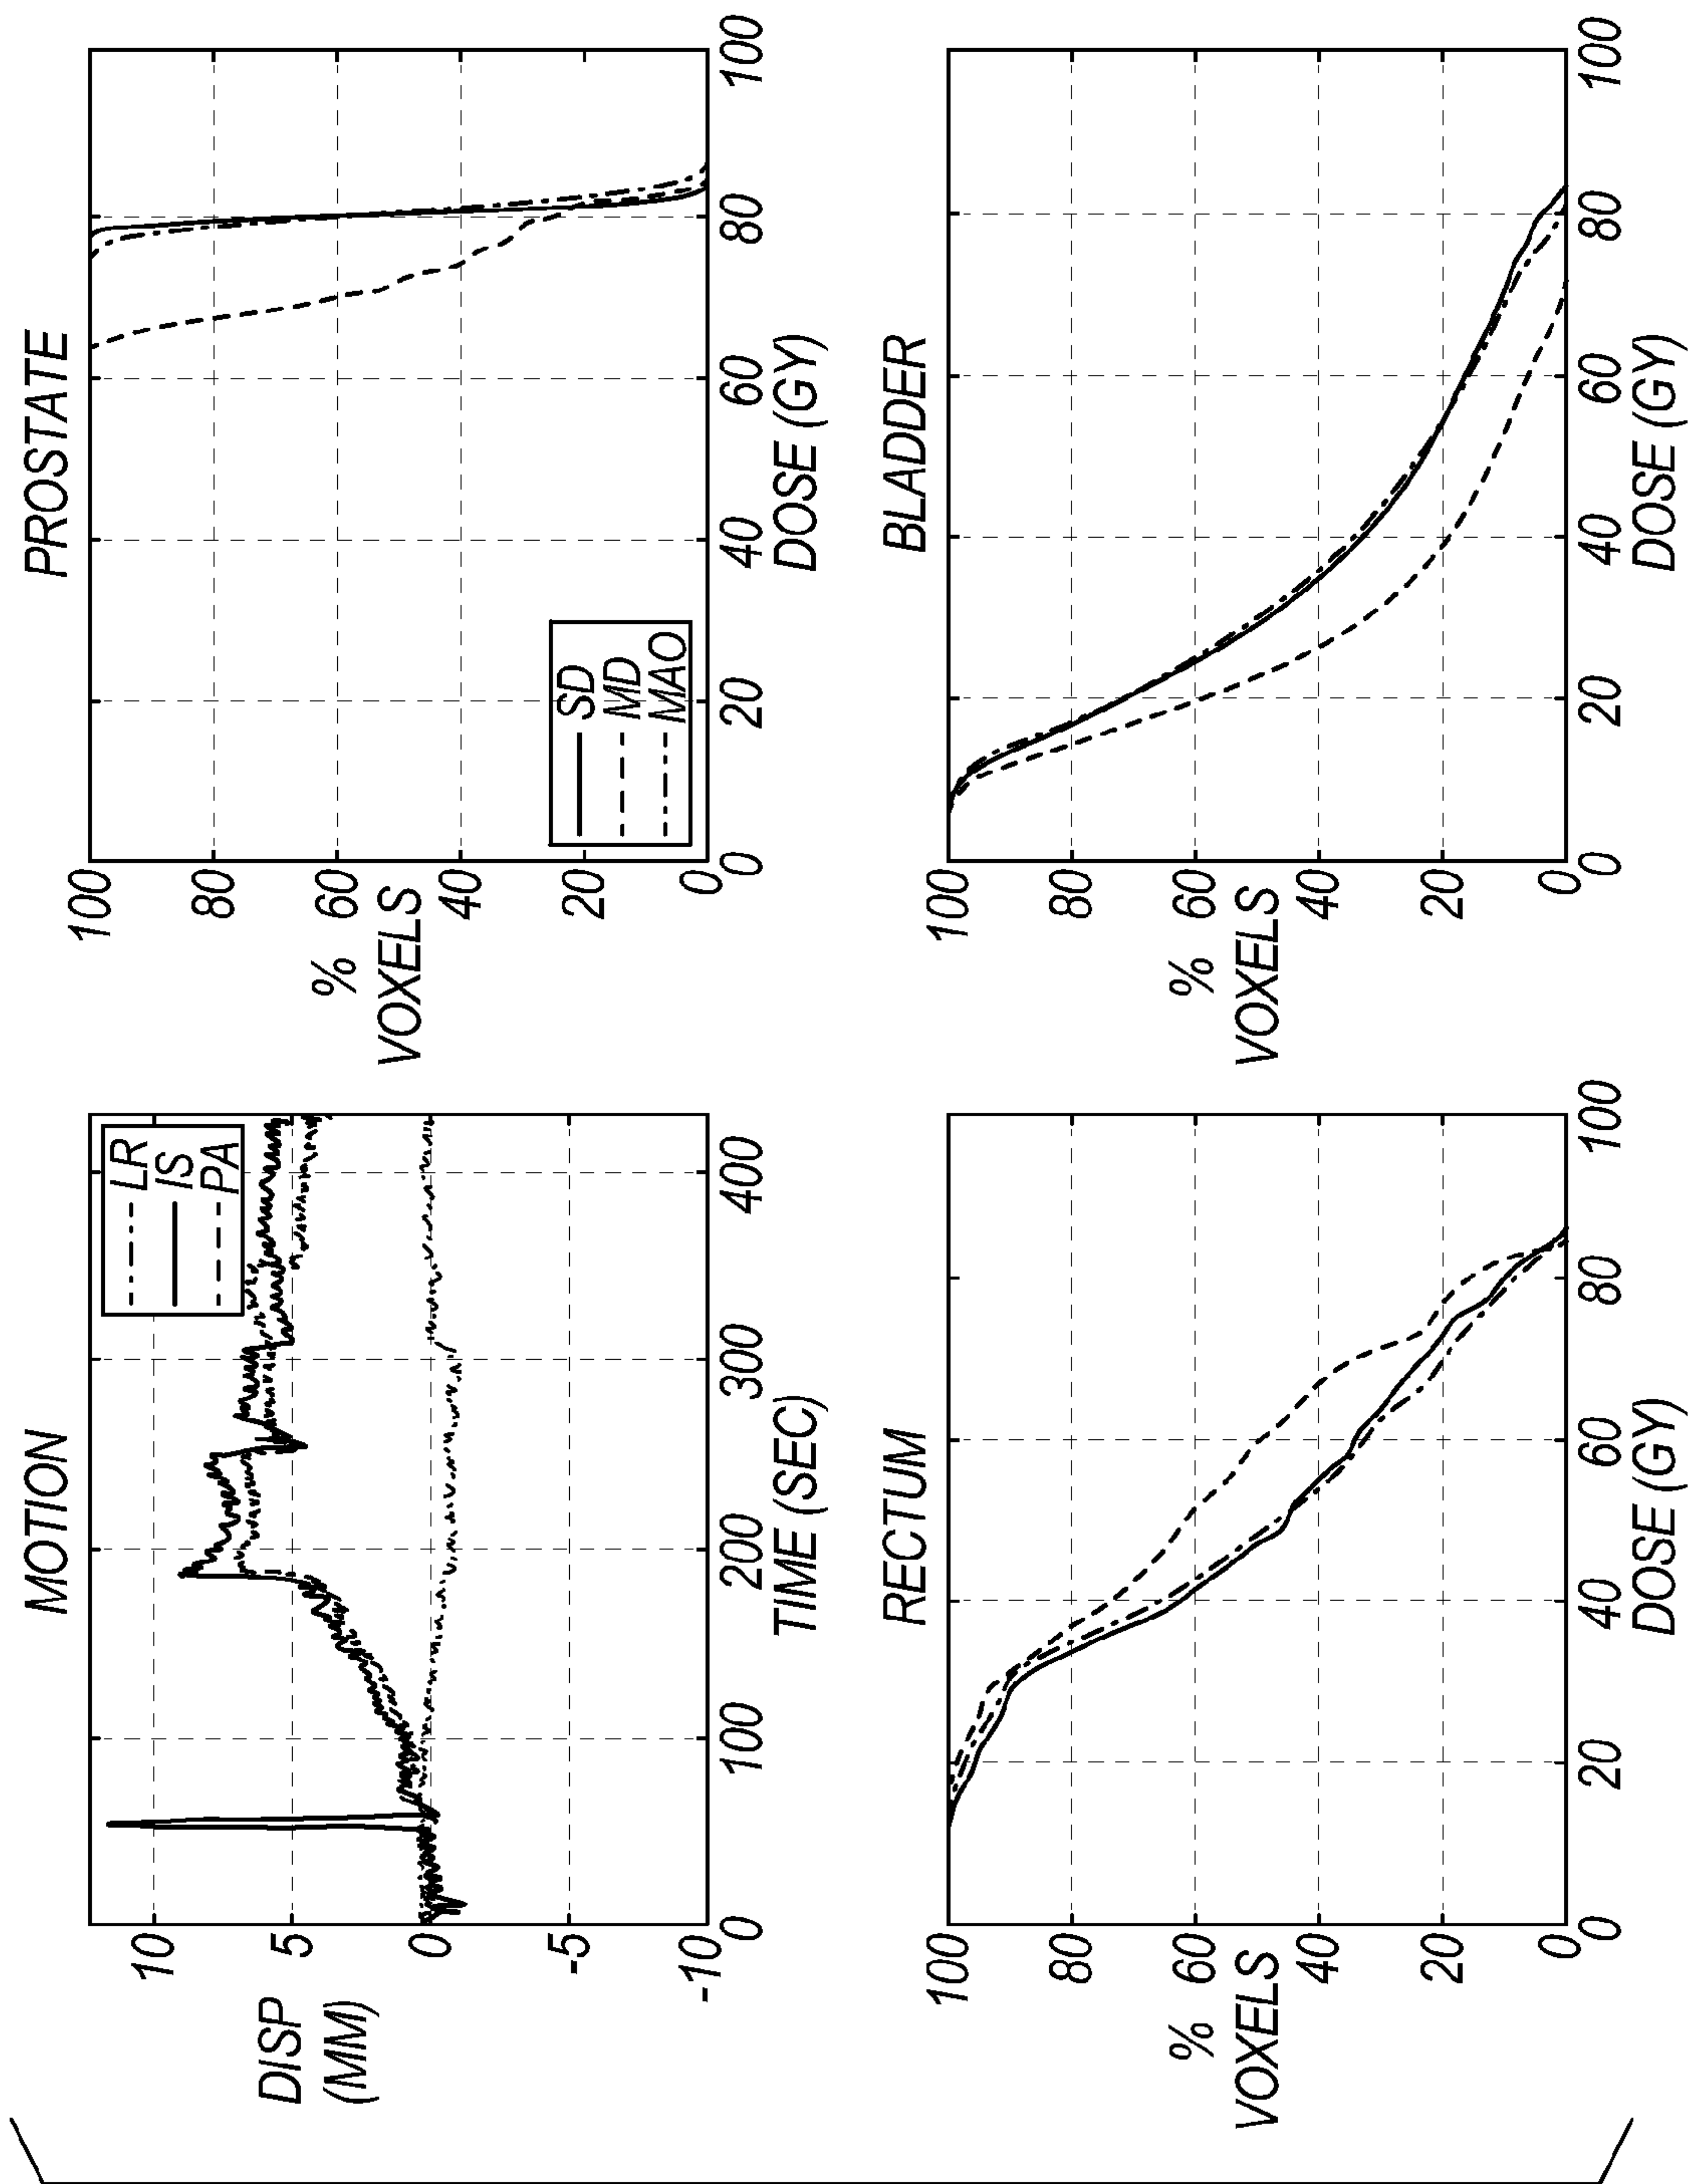 MOTION
DISP
(MM)
10
5
0
-5
-10
LR
IS
PA
0 100 200 300 400
TIME (SEC)
PROSTATE
%
VOXELS
100
80
60
40
20
0
SD
MD
MAO
0 20 40 60 80 100
DOSE (GY)
RECTUM
%
VOXELS
100
80
60
40
20
0
0 20 40 60 80 100
DOSE (GY)
BLADDER
%
VOXELS
100
80
60
40
20
0
0 20 40 60 80 100
DOSE (GY)